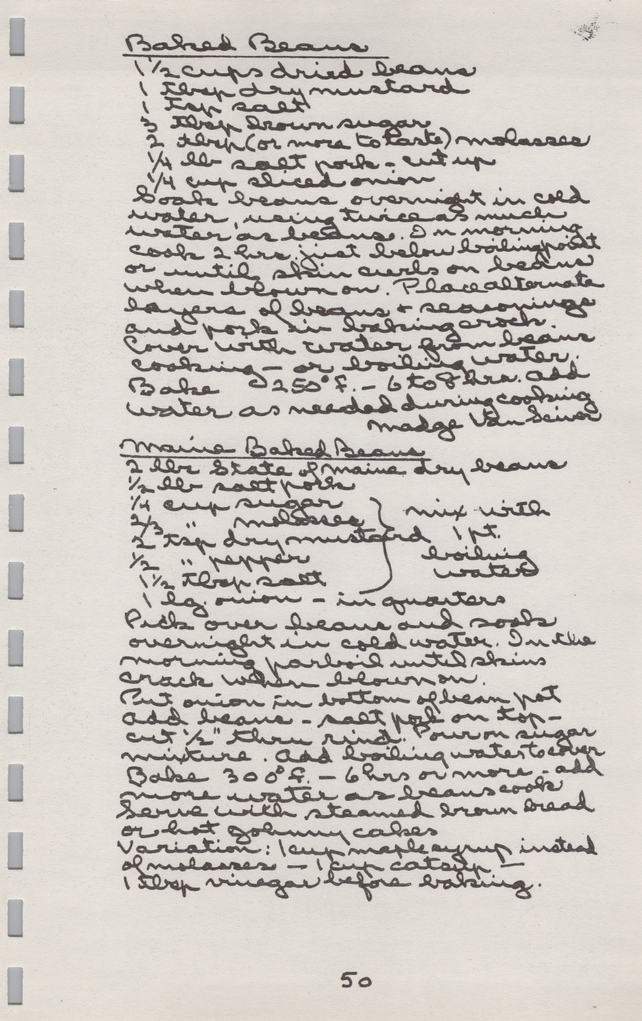 Baked Beans
1 1/2 cups dried beans
1 tbsp dry mustard
1 tsp salt
3 tbsp brown sugar
2 tbsp (or more to taste) molasses
1/4 lb salt pork - cut up
1/4 cup sliced onion
Soak beans overnight in cold
water, using twice as much
water as beans. In morning
cook 2 hrs. just below boiling point
or until skin curls on beans
when blown on. Place alternate
layers of beans + seasonings
and pork in baking crock.
Cover with water from beans
cooking - or boiling water.
Bake 250° f. - 6 to 8 hrs. add
water as needed during cooking
Madge Van Sciver
Maine Baked Beans
2 lbs State of Maine dry beans
1/2 lb salt pork
1/4 cup sugar
2/3 " molasses } mix with
2 tsp dry mustard 1 pt.
1/2 " pepper boiling
1 1/2 tbsp salt water
1 lg. onion - in quarters
Pick over beans and soak
overnight in cold water. In the
morning parboil until skins
crack when blown on.
Put onion in bottom of bean pot
add beans - salt pork on top -
cut 1/2" thru rind. Pour on sugar
mixture. Add boiling water to cover
Bake 300° f. - 6 hrs or more - add
more water as beans cook
Serve with steamed brown bread
or hot johnny cakes
Variation: 1 cup maple syrup instead
of molasses - 1 cup catsup -
1 tbsp vinegar before baking.
50